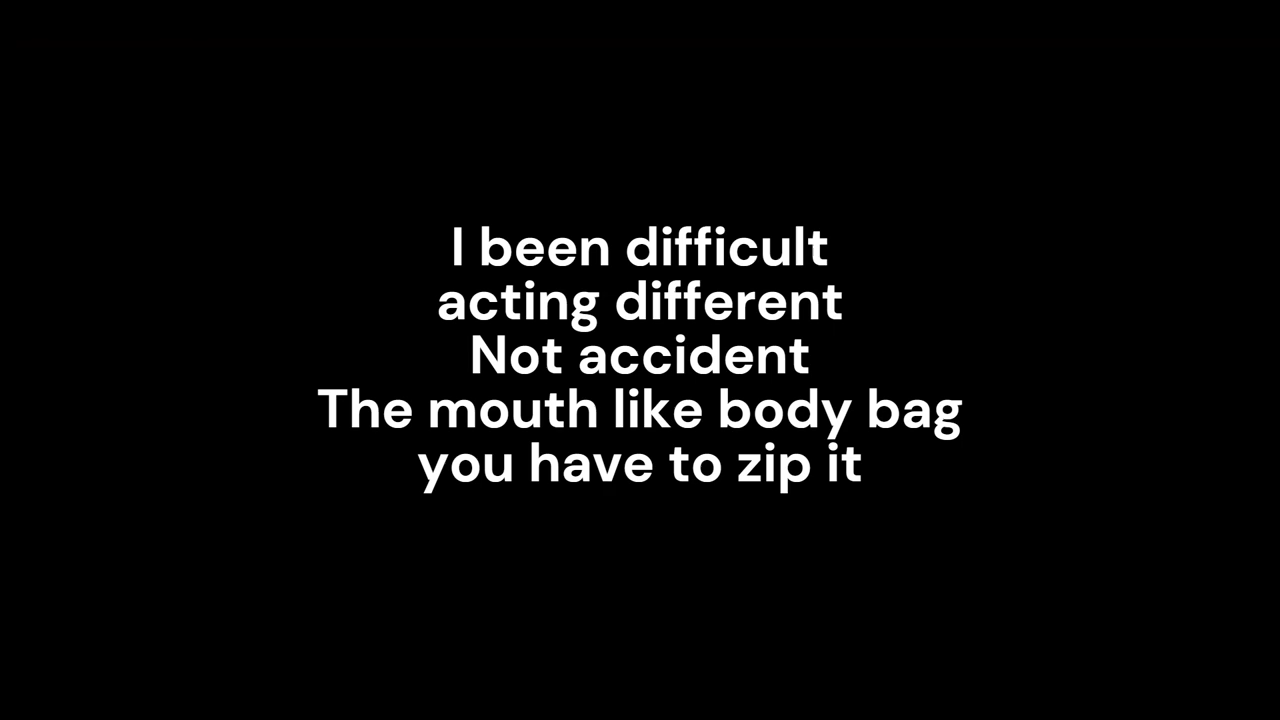 I been difficult
acting different
Not accident
The mouth like body bag
you have to zip it